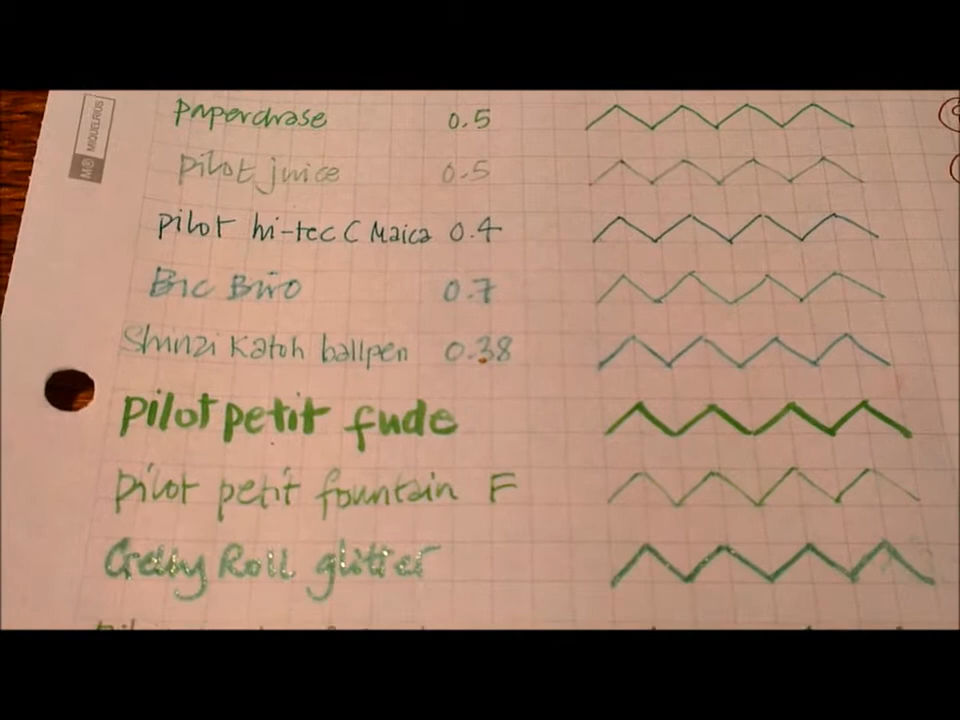 MIQUELRIUS
paperchase 0.5
pilot juice 0.5
pilot hi-tec C Maica 0.4
Bic Biro 0.7
Shinzi Katoh ballpen 0.38
pilot petit fude
pilot petit fountain F
Gelly Roll glitter